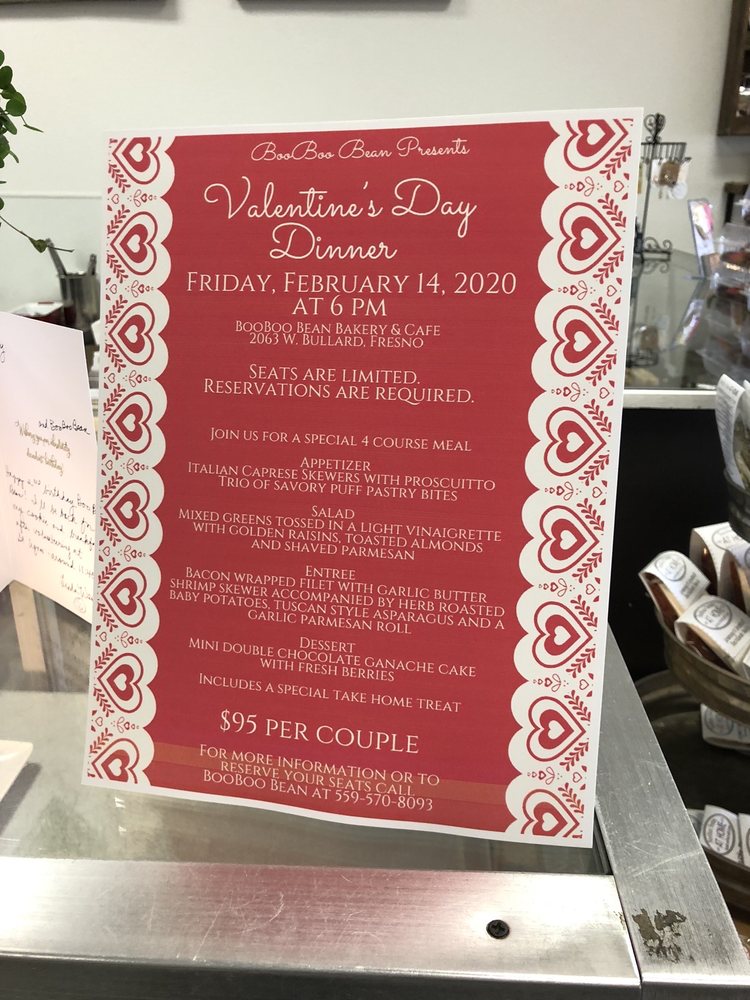 BooBoo Bean Presents
Valentine's Day
Dinner
Friday, February 14, 2020
at 6 pm
BooBoo Bean Bakery & Cafe
2063 W. Bullard, Fresno
Seats are limited.
Reservations are required.
Join us for a special 4 course meal
Appetizer
Italian Caprese Skewers with proscuitto
Trio of savory puff pastry bites
Salad
Mixed greens tossed in a light vinaigrette
with golden raisins, toasted almonds
and shaved parmesan
Entree
Bacon wrapped filet with garlic butter
shrimp skewer accompanied by herb roasted
baby potatoes, Tuscan style asparagus and a
garlic parmesan roll
Dessert
Mini double chocolate ganache cake
with fresh berries
Includes a special take home treat
$95 per couple
For more information or to
reserve your seats call
BooBoo Bean at 559-570-8093
and BooBooBean